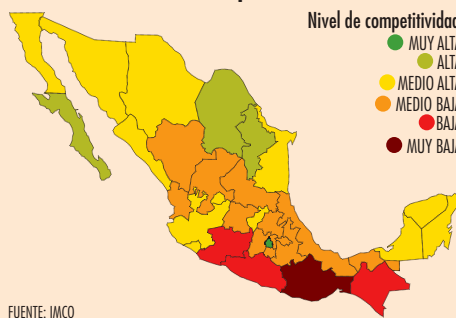 Nivel de competitividad
MUY ALTA
ALTA
MEDIO ALTA
MEDIO BAJA
BAJA
MUY BAJA
FUENTE: IMCO